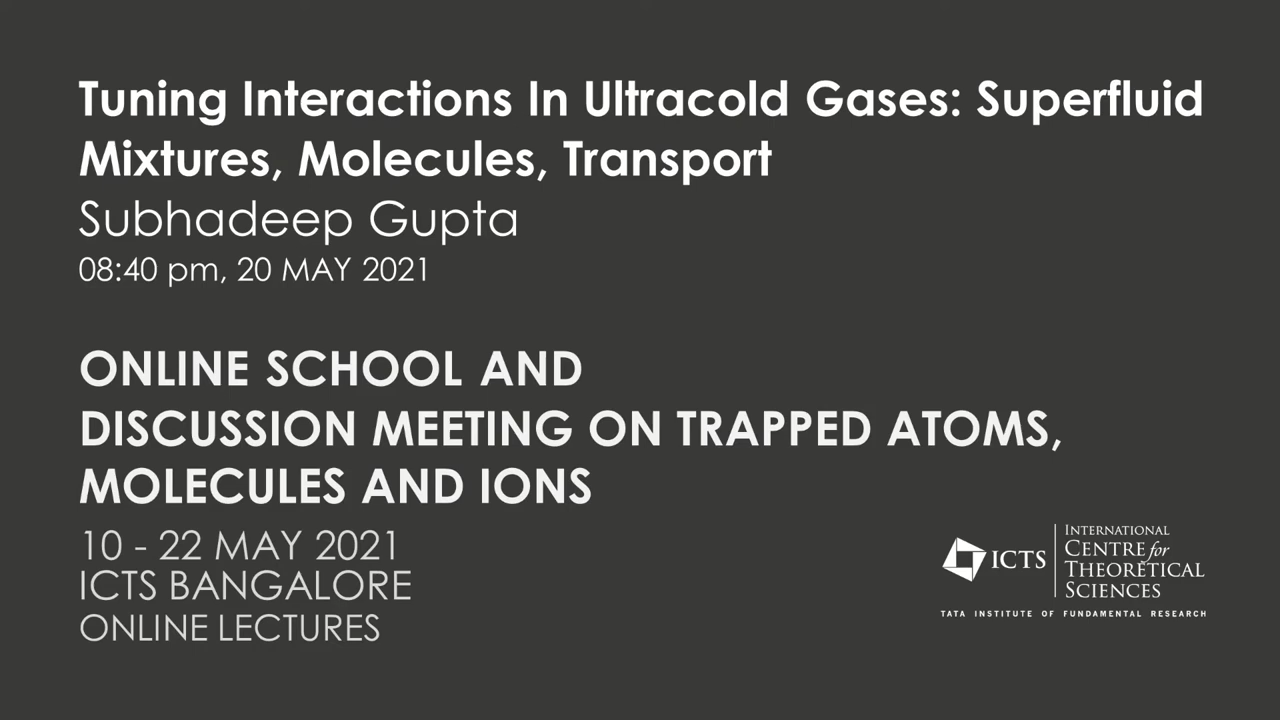 Tuning Interactions In Ultracold Gases: Superfluid
Mixtures, Molecules, Transport
Subhadeep Gupta
08:40 pm, 20 MAY 2021
ONLINE SCHOOL AND
DISCUSSION MEETING ON TRAPPED ATOMS,
MOLECULES AND IONS
10 - 22 MAY 2021
ICTS BANGALORE
ONLINE LECTURES
ICTS
INTERNATIONAL
CENTRE for
THEORETICAL
SCIENCES
TATA INSTITUTE OF FUNDAMENTAL RESEARCH